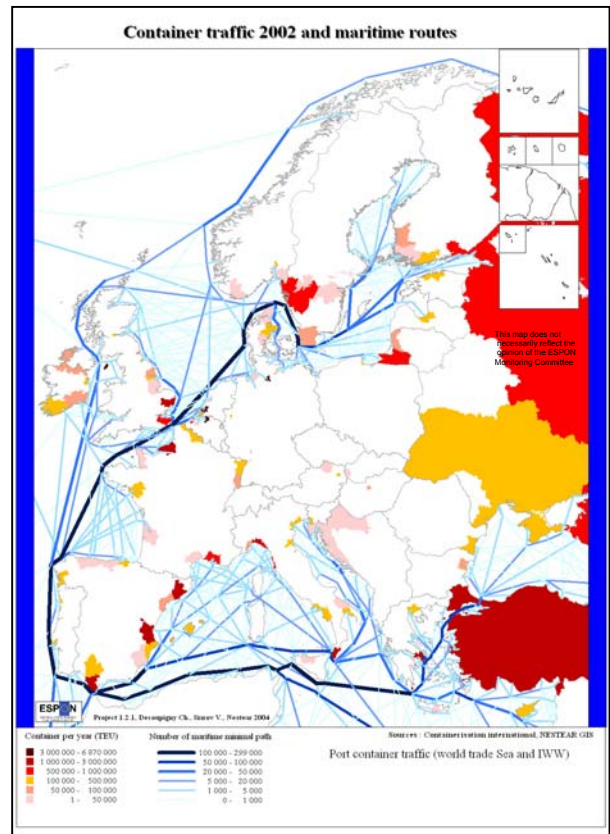 Container traffic 2002 and maritime routes
This map does not
necessarily reflect the
opinion of the ESPON
Monitoring Committee
ESPON
Project 1.2.1, Decoupigny Ch., Nestear 2004
Sources : Containerisation international, NESTEAR GIS
Container per year (TEU)
3 000 000 - 6 870 000
1 000 000 - 3 000 000
500 000 - 1 000 000
100 000 - 500 000
50 000 - 100 000
1 - 50 000
Number of maritime minimal path
100 000 - 299 000
50 000 - 100 000
20 000 - 50 000
5 000 - 20 000
1 000 - 5 000
0 - 1 000
Port container traffic (world trade Sea and IWW)